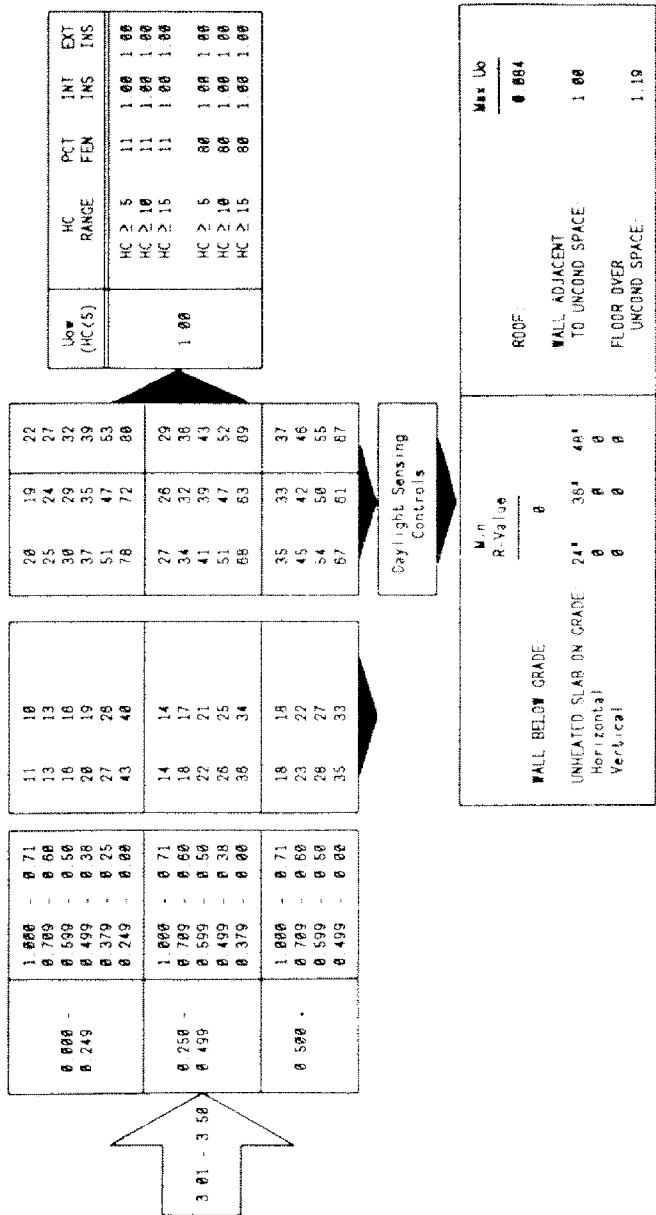 3.01 - 3.50
0.000 -
0.249
1.000 - 0.71 11 10 20 19 22
0.709 - 0.60 13 13 25 24 27
0.599 - 0.50 16 16 30 29 32
0.499 - 0.38 20 19 37 35 39
0.379 - 0.25 27 26 51 47 53
0.249 - 0.00 43 40 78 72 80
0.250 -
0.499
1.000 - 0.71 14 14 27 26 29
0.709 - 0.60 18 17 34 32 36
0.599 - 0.50 22 21 41 39 43
0.499 - 0.38 26 25 51 47 52
0.379 - 0.00 36 34 68 63 69
0.500 +
1.000 - 0.71 18 18 35 33 37
0.709 - 0.60 23 22 45 42 46
0.599 - 0.50 28 27 54 50 55
0.499 - 0.00 35 33 67 61 67
Uow HC PCT INT EXT
(HC<5) RANGE FEN INS INS
1.00
HC ≥ 5 11 1.00 1.00
HC ≥ 10 11 1.00 1.00
HC ≥ 15 11 1.00 1.00
HC ≥ 5 80 1.00 1.00
HC ≥ 10 80 1.00 1.00
HC ≥ 15 80 1.00 1.00
Daylight Sensing
Controls
Min
R-Value
WALL BELOW GRADE: 0
UNHEATED SLAB ON GRADE: 24" 36" 48"
Horizontal 0 0 0
Vertical 0 0 0
Max Uo
ROOF: 0.084
WALL ADJACENT
TO UNCOND SPACE: 1.00
FLOOR OVER
UNCOND SPACE: 1.19